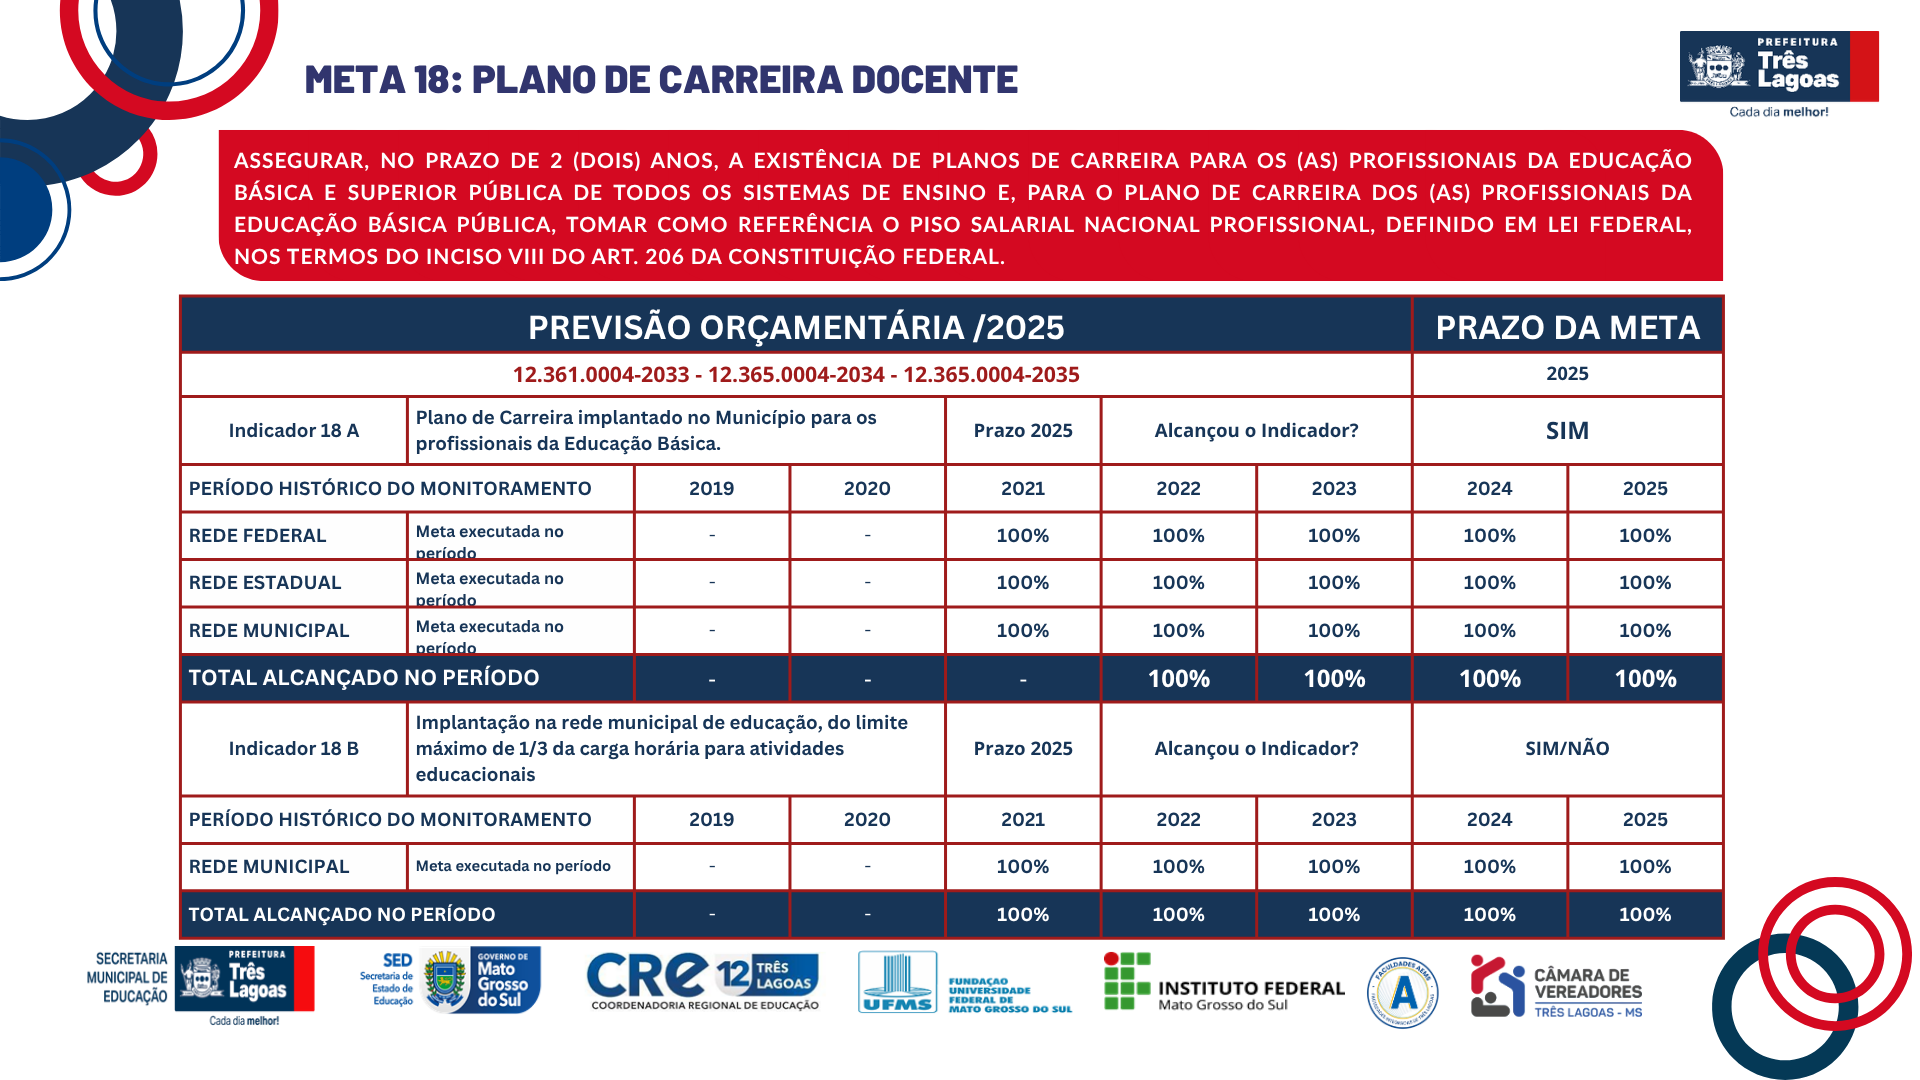 META 18: PLANO DE CARREIRA DOCENTE
PREFEITURA
Três
Lagoas
Cada dia melhor!
ASSEGURAR, NO PRAZO DE 2 (DOIS) ANOS, A EXISTÊNCIA DE PLANOS DE CARREIRA PARA OS (AS) PROFISSIONAIS DA EDUCAÇÃO
BÁSICA E SUPERIOR PÚBLICA DE TODOS OS SISTEMAS DE ENSINO E, PARA O PLANO DE CARREIRA DOS (AS) PROFISSIONAIS DA
EDUCAÇÃO BÁSICA PÚBLICA, TOMAR COMO REFERÊNCIA O PISO SALARIAL NACIONAL PROFISSIONAL, DEFINIDO EM LEI FEDERAL,
NOS TERMOS DO INCISO VIII DO ART. 206 DA CONSTITUIÇÃO FEDERAL.
PREVISÃO ORÇAMENTÁRIA /2025 PRAZO DA META
12.361.0004-2033 - 12.365.0004-2034 - 12.365.0004-2035 2025
Indicador 18 A
Plano de Carreira implantado no Município para os
profissionais da Educação Básica.
Prazo 2025 Alcançou o Indicador? SIM
PERÍODO HISTÓRICO DO MONITORAMENTO 2019 2020 2021 2022 2023 2024 2025
REDE FEDERAL
Meta executada no
período
- - 100% 100% 100% 100% 100%
REDE ESTADUAL
Meta executada no
período
- - 100% 100% 100% 100% 100%
REDE MUNICIPAL
Meta executada no
período
- - 100% 100% 100% 100% 100%
TOTAL ALCANÇADO NO PERÍODO - - - 100% 100% 100% 100%
Indicador 18 B
Implantação na rede municipal de educação, do limite
máximo de 1/3 da carga horária para atividades
educacionais
Prazo 2025 Alcançou o Indicador? SIM/NÃO
PERÍODO HISTÓRICO DO MONITORAMENTO 2019 2020 2021 2022 2023 2024 2025
REDE MUNICIPAL Meta executada no período - - 100% 100% 100% 100% 100%
TOTAL ALCANÇADO NO PERÍODO - - 100% 100% 100% 100% 100%
SECRETARIA
MUNICIPAL DE
EDUCAÇÃO
PREFEITURA
Três
Lagoas
Cada dia melhor!
SED
Secretaria de
Estado de
Educação
GOVERNO DE
Mato
Grosso
do Sul
CRe 12 TRÊS
LAGOAS
COORDENADORIA REGIONAL DE EDUCAÇÃO
UFMS
FUNDAÇÃO
UNIVERSIDADE
FEDERAL DE
MATO GROSSO DO SUL
INSTITUTO FEDERAL
Mato Grosso do Sul
FACULDADES AEMS
A
CÂMARA DE
VEREADORES
TRÊS LAGOAS - MS